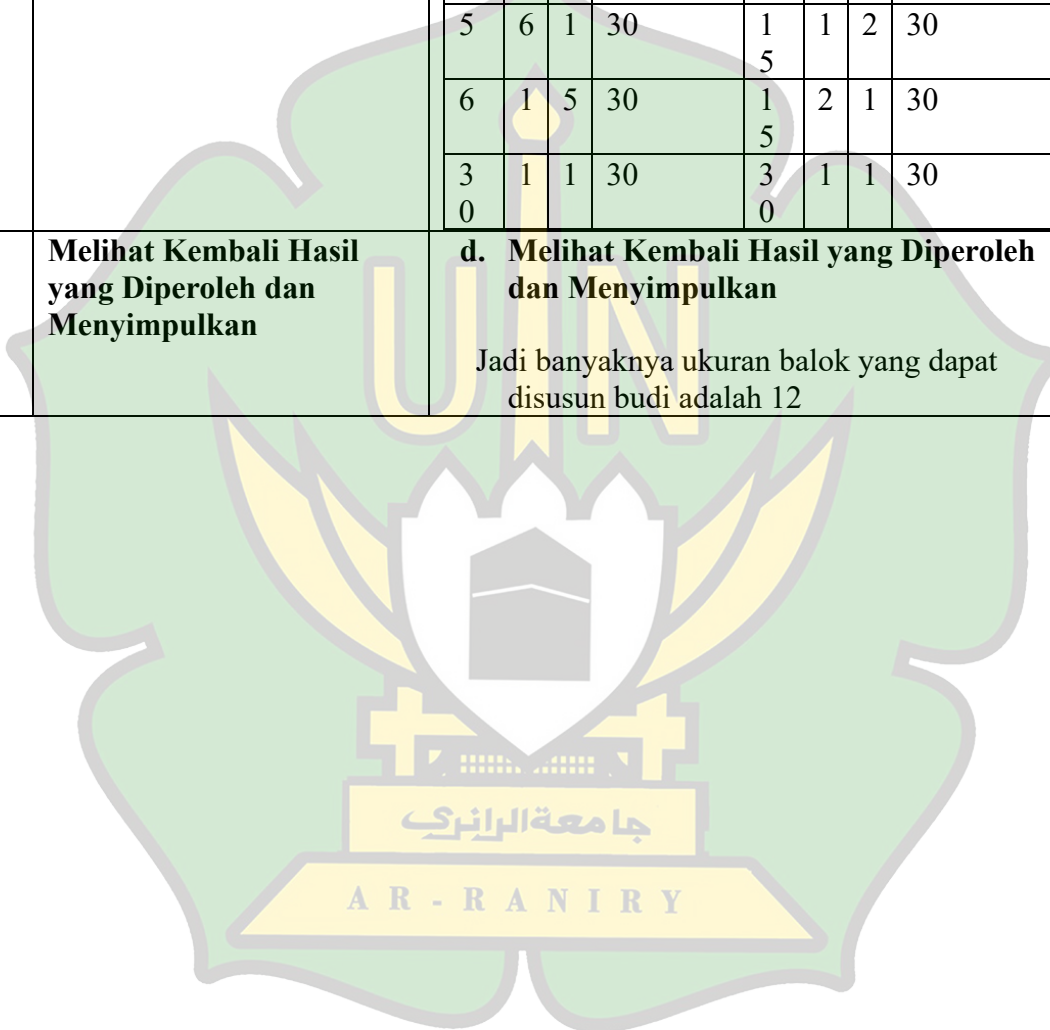 5 6 1 30 15 1 2 30
6 1 5 30 15 2 1 30
30 1 1 30 30 1 1 30
Melihat Kembali Hasil
yang Diperoleh dan
Menyimpulkan
d. Melihat Kembali Hasil yang Diperoleh
dan Menyimpulkan
Jadi banyaknya ukuran balok yang dapat
disusun budi adalah 12
UIN
جامعة الرانري
AR-RANIRY